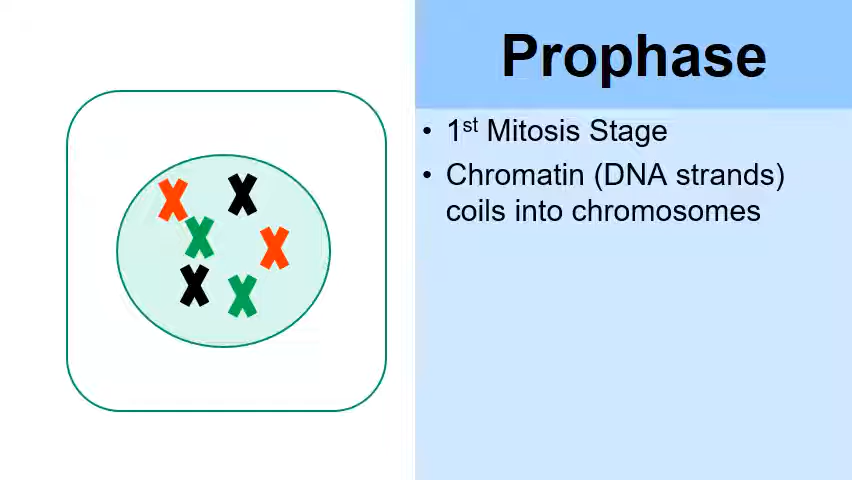 Prophase
• 1st Mitosis Stage
• Chromatin (DNA strands)
coils into chromosomes